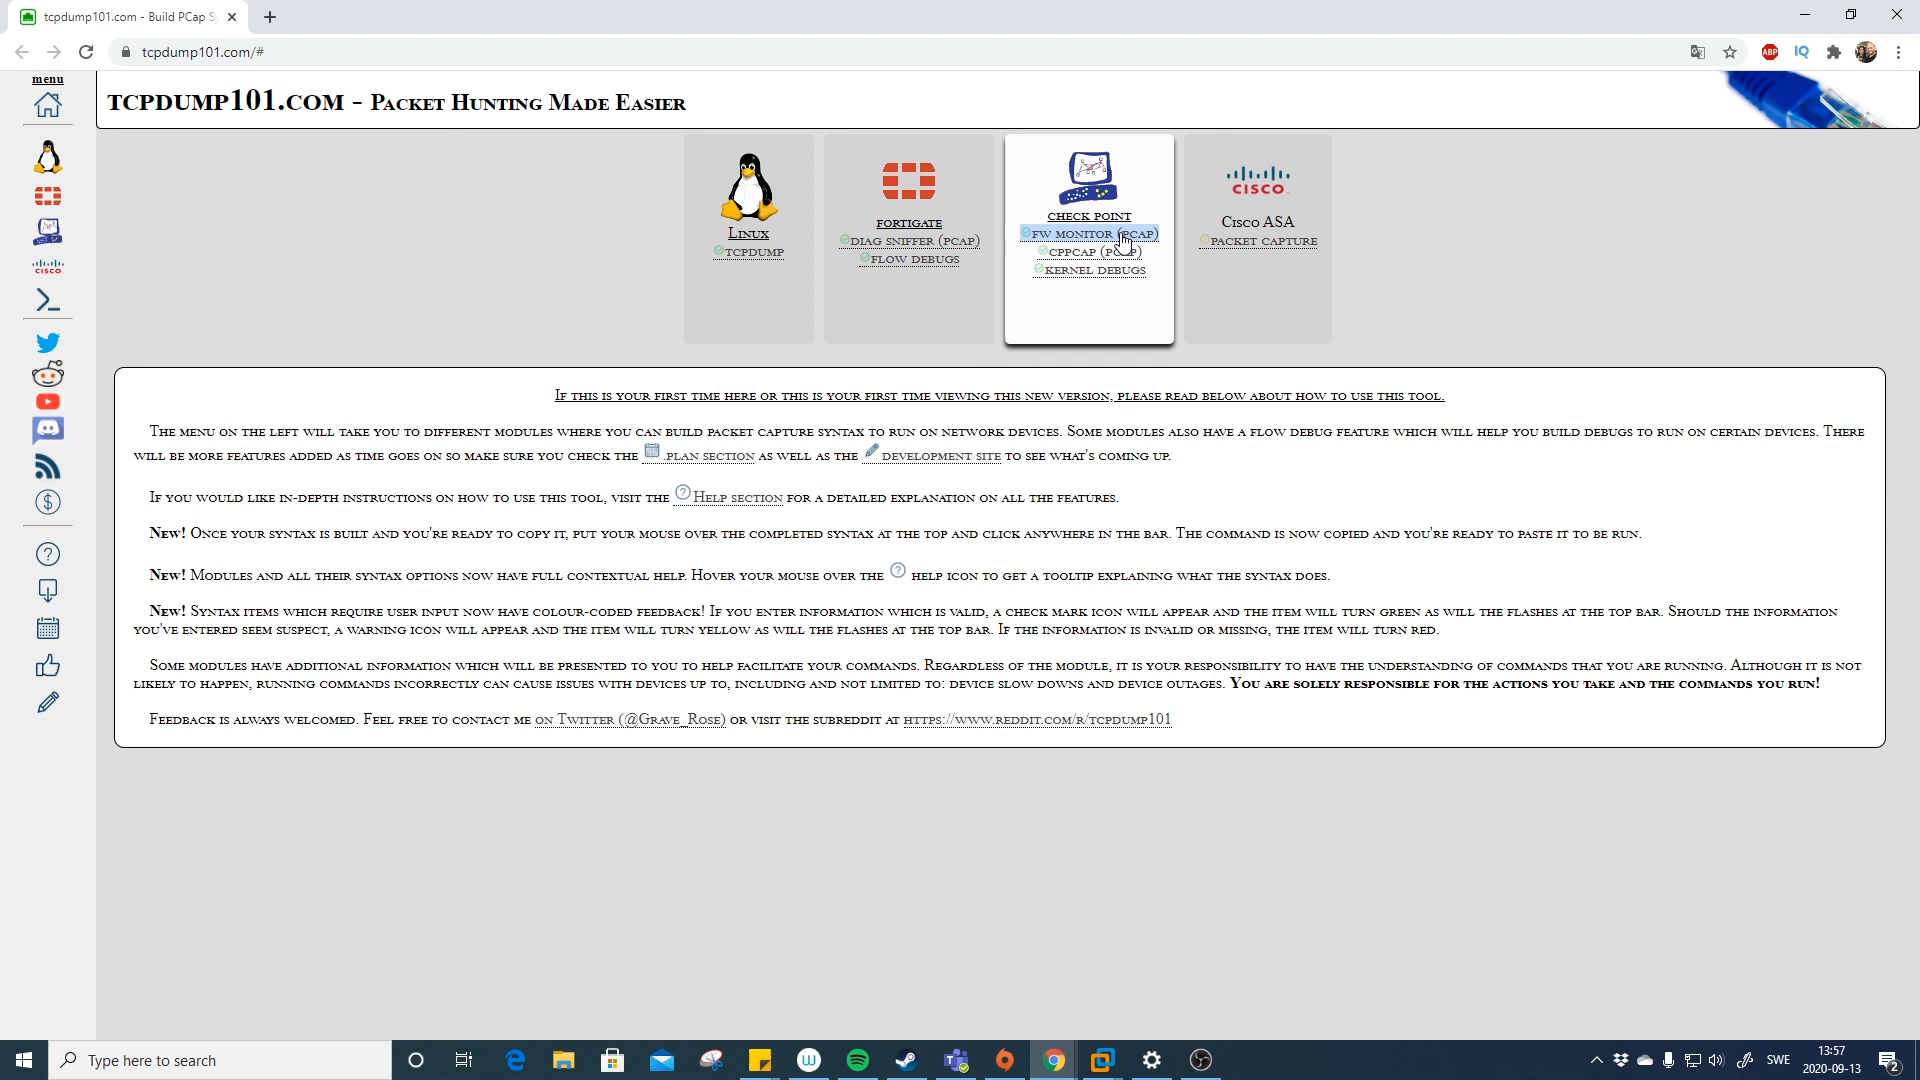 tcpdump101.com - Build PCap S
tcpdump101.com/#
ABP
IQ
menu
TCPDUMP101.COM - PACKET HUNTING MADE EASIER
LINUX
TCPDUMP
FORTIGATE
DIAG SNIFFER (PCAP)
FLOW DEBUGS
CHECK POINT
FW MONITOR (PCAP)
CPPCAP (PCAP)
KERNEL DEBUGS
CISCO
CISCO ASA
PACKET CAPTURE
CISCO
IF THIS IS YOUR FIRST TIME HERE OR THIS IS YOUR FIRST TIME VIEWING THIS NEW VERSION, PLEASE READ BELOW ABOUT HOW TO USE THIS TOOL.
THE MENU ON THE LEFT WILL TAKE YOU TO DIFFERENT MODULES WHERE YOU CAN BUILD PACKET CAPTURE SYNTAX TO RUN ON NETWORK DEVICES. SOME MODULES ALSO HAVE A FLOW DEBUG FEATURE WHICH WILL HELP YOU BUILD DEBUGS TO RUN ON CERTAIN DEVICES. THERE
WILL BE MORE FEATURES ADDED AS TIME GOES ON SO MAKE SURE YOU CHECK THE .PLAN SECTION AS WELL AS THE DEVELOPMENT SITE TO SEE WHAT'S COMING UP.
IF YOU WOULD LIKE IN-DEPTH INSTRUCTIONS ON HOW TO USE THIS TOOL, VISIT THE HELP SECTION FOR A DETAILED EXPLANATION ON ALL THE FEATURES.
NEW! ONCE YOUR SYNTAX IS BUILT AND YOU'RE READY TO COPY IT, PUT YOUR MOUSE OVER THE COMPLETED SYNTAX AT THE TOP AND CLICK ANYWHERE IN THE BAR. THE COMMAND IS NOW COPIED AND YOU'RE READY TO PASTE IT TO BE RUN.
NEW! MODULES AND ALL THEIR SYNTAX OPTIONS NOW HAVE FULL CONTEXTUAL HELP. HOVER YOUR MOUSE OVER THE HELP ICON TO GET A TOOLTIP EXPLAINING WHAT THE SYNTAX DOES.
NEW! SYNTAX ITEMS WHICH REQUIRE USER INPUT NOW HAVE COLOUR-CODED FEEDBACK! IF YOU ENTER INFORMATION WHICH IS VALID, A CHECK MARK ICON WILL APPEAR AND THE ITEM WILL TURN GREEN AS WILL THE FLASHES AT THE TOP BAR. SHOULD THE INFORMATION
YOU'VE ENTERED SEEM SUSPECT, A WARNING ICON WILL APPEAR AND THE ITEM WILL TURN YELLOW AS WILL THE FLASHES AT THE TOP BAR. IF THE INFORMATION IS INVALID OR MISSING, THE ITEM WILL TURN RED.
SOME MODULES HAVE ADDITIONAL INFORMATION WHICH WILL BE PRESENTED TO YOU TO HELP FACILITATE YOUR COMMANDS. REGARDLESS OF THE MODULE, IT IS YOUR RESPONSIBILITY TO HAVE THE UNDERSTANDING OF COMMANDS THAT YOU ARE RUNNING. ALTHOUGH IT IS NOT
LIKELY TO HAPPEN, RUNNING COMMANDS INCORRECTLY CAN CAUSE ISSUES WITH DEVICES UP TO, INCLUDING AND NOT LIMITED TO: DEVICE SLOW DOWNS AND DEVICE OUTAGES. YOU ARE SOLELY RESPONSIBLE FOR THE ACTIONS YOU TAKE AND THE COMMANDS YOU RUN!
FEEDBACK IS ALWAYS WELCOMED. FEEL FREE TO CONTACT ME ON TWITTER (@GRAVE_ROSE) OR VISIT THE SUBREDDIT AT HTTPS://WWW.REDDIT.COM/R/TCPDUMP101
Type here to search
SWE
13:57
2020-09-13
2